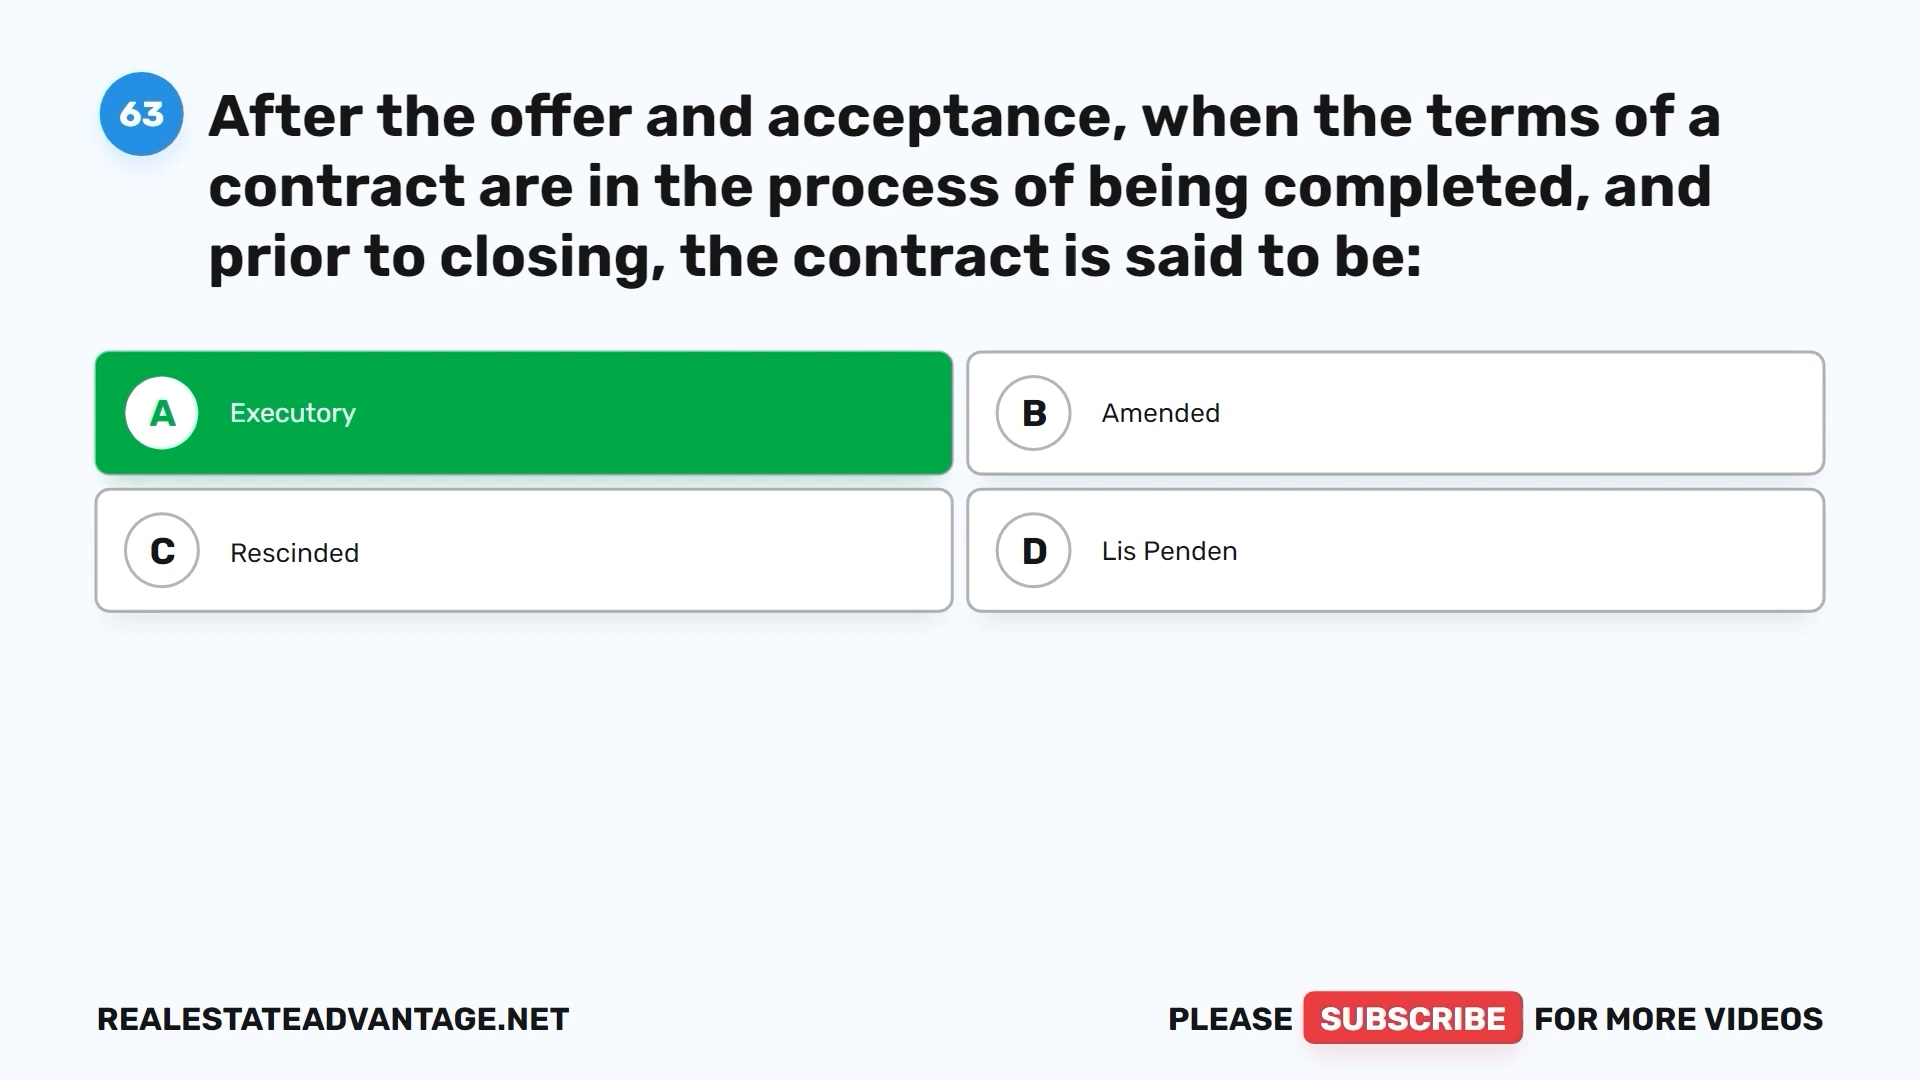 63
After the offer and acceptance, when the terms of a
contract are in the process of being completed, and
prior to closing, the contract is said to be:
A Executory
B Amended
C Rescinded
D Lis Penden
REALESTATEADVANTAGE.NET
PLEASE SUBSCRIBE FOR MORE VIDEOS